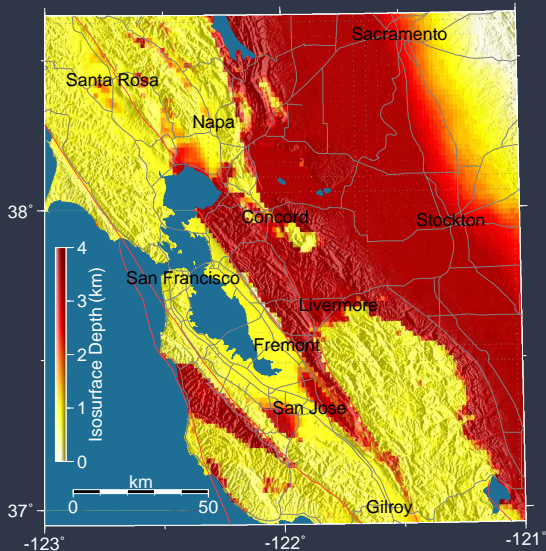 Sacramento
Santa Rosa
Napa
38°
Concord
Stockton
4
San Francisco
3
Livermore
2
Fremont
1
San Jose
0
Isosurface Depth (km)
km
0 50
Gilroy
37°
-123° -122° -121°